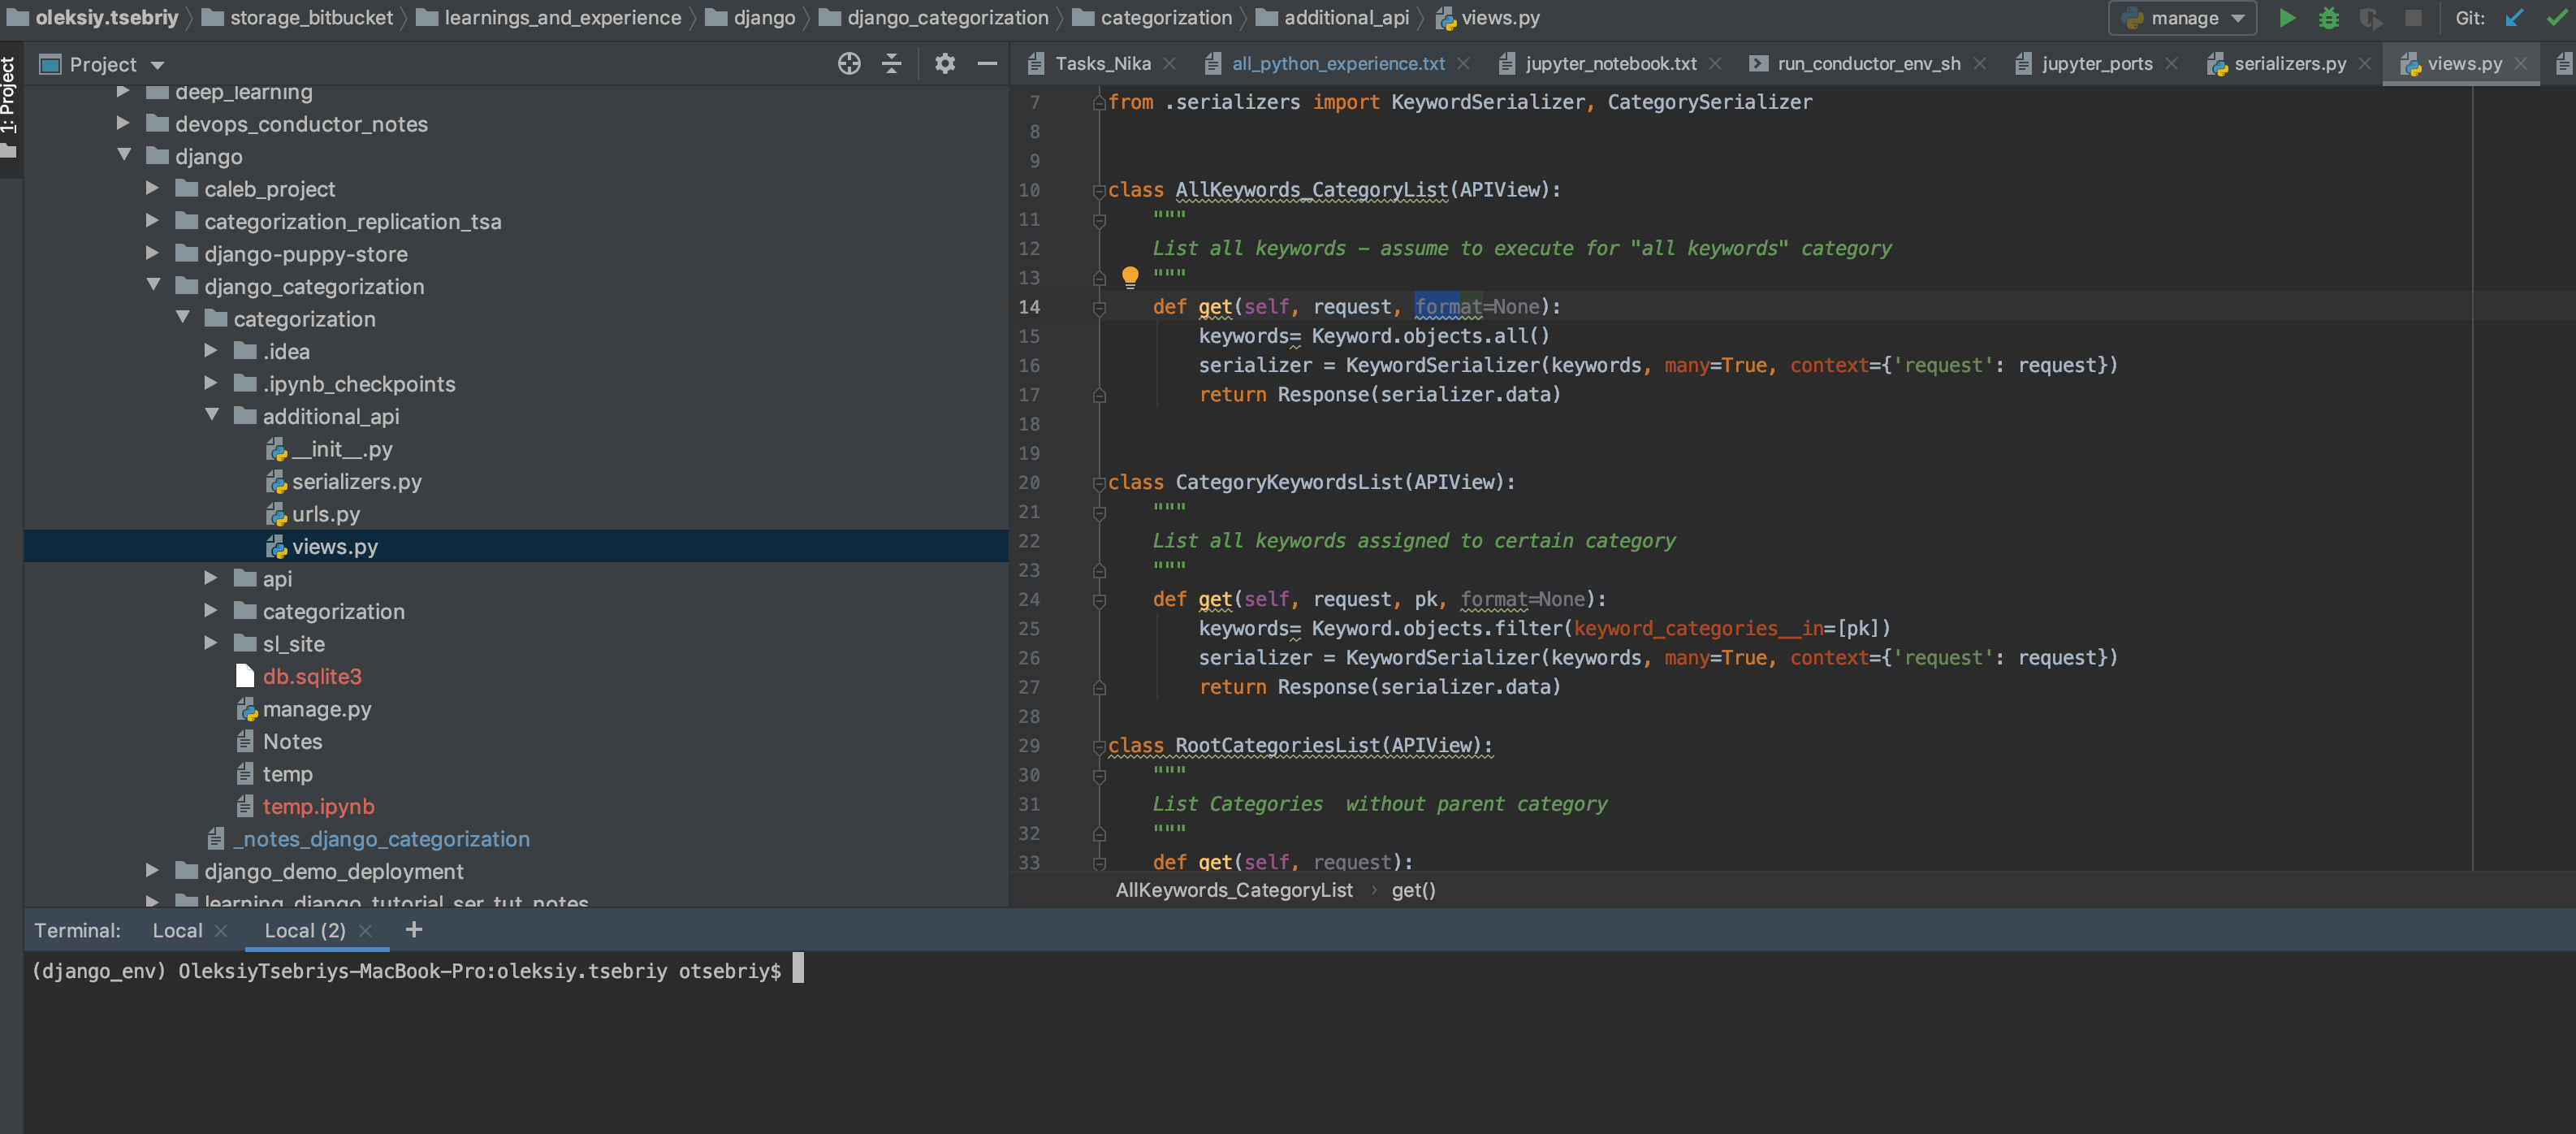 oleksiy.tsebriy storage_bitbucket learnings_and_experience django django_categorization categorization additional_api views.py manage Git:
1: Project
Project
Tasks_Nika all_python_experience.txt jupyter_notebook.txt run_conductor_env_sh jupyter_ports serializers.py views.py
deep_learning
devops_conductor_notes
django
caleb_project
categorization_replication_tsa
django-puppy-store
django_categorization
categorization
.idea
.ipynb_checkpoints
additional_api
__init__.py
serializers.py
urls.py
views.py
api
categorization
sl_site
db.sqlite3
manage.py
Notes
temp
temp.ipynb
_notes_django_categorization
django_demo_deployment
learning_django_tutorial_ser_tut_notes
7 from .serializers import KeywordSerializer, CategorySerializer
8
9
10 class AllKeywords_CategoryList(APIView):
11 """
12 List all keywords - assume to execute for "all keywords" category
13 """
14 def get(self, request, format=None):
15 keywords= Keyword.objects.all()
16 serializer = KeywordSerializer(keywords, many=True, context={'request': request})
17 return Response(serializer.data)
18
19
20 class CategoryKeywordsList(APIView):
21 """
22 List all keywords assigned to certain category
23 """
24 def get(self, request, pk, format=None):
25 keywords= Keyword.objects.filter(keyword_categories__in=[pk])
26 serializer = KeywordSerializer(keywords, many=True, context={'request': request})
27 return Response(serializer.data)
28
29 class RootCategoriesList(APIView):
30 """
31 List Categories  without parent category
32 """
33 def get(self, request):
AllKeywords_CategoryList › get()
Terminal: Local Local (2) +
(django_env) OleksiyTsebriys-MacBook-Pro:oleksiy.tsebriy otsebriy$